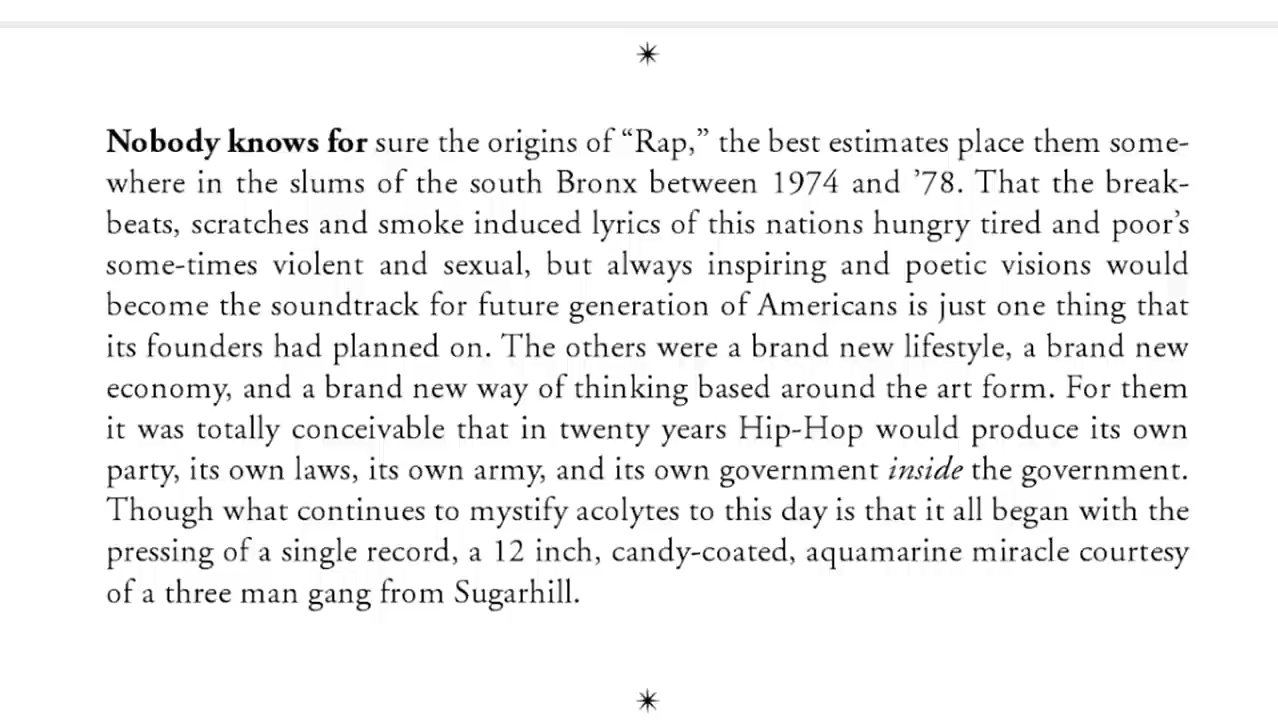 Nobody knows for sure the origins of “Rap,” the best estimates place them some-
where in the slums of the south Bronx between 1974 and ’78. That the break-
beats, scratches and smoke induced lyrics of this nations hungry tired and poor’s
some-times violent and sexual, but always inspiring and poetic visions would
become the soundtrack for future generation of Americans is just one thing that
its founders had planned on. The others were a brand new lifestyle, a brand new
economy, and a brand new way of thinking based around the art form. For them
it was totally conceivable that in twenty years Hip-Hop would produce its own
party, its own laws, its own army, and its own government inside the government.
Though what continues to mystify acolytes to this day is that it all began with the
pressing of a single record, a 12 inch, candy-coated, aquamarine miracle courtesy
of a three man gang from Sugarhill.